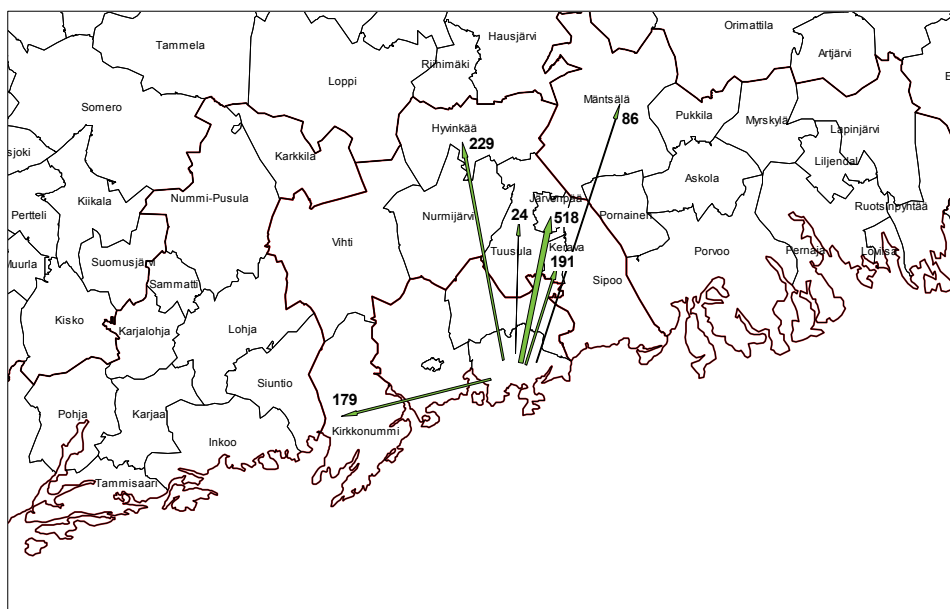 Orimattila
Hausjärvi
Tammela
Artjärvi
Riihimäki
Loppi
E
Mäntsälä
Somero
86
Pukkila
Myrskylä
Hyvinkää
Lapinjärvi
229
sjoki
Karkkila
Liljendal
Askola
Nummi-Pusula
Kiikala
Järvenpää
Ruotsinpyhtää
Pertteli
Nurmijärvi
24
518
Pornainen
Vihti
Kerava
Tuusula
Porvoo
Pernaja
Loviisa
Muurla
Suomusjärvi
191
Sipoo
Sammatti
Kisko
Karjalohja
Lohja
Siuntio
179
Pohja
Karjaa
Kirkkonummi
Inkoo
Tammisaari